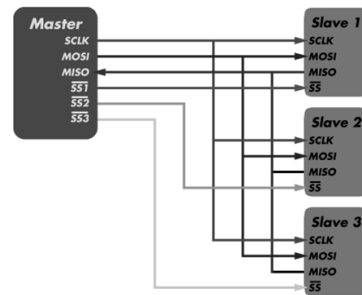 Master
SCLK
MOSI
MISO
SS1
SS2
SS3
Slave 1
SCLK
MOSI
MISO
SS
Slave 2
SCLK
MOSI
MISO
SS
Slave 3
SCLK
MOSI
MISO
SS